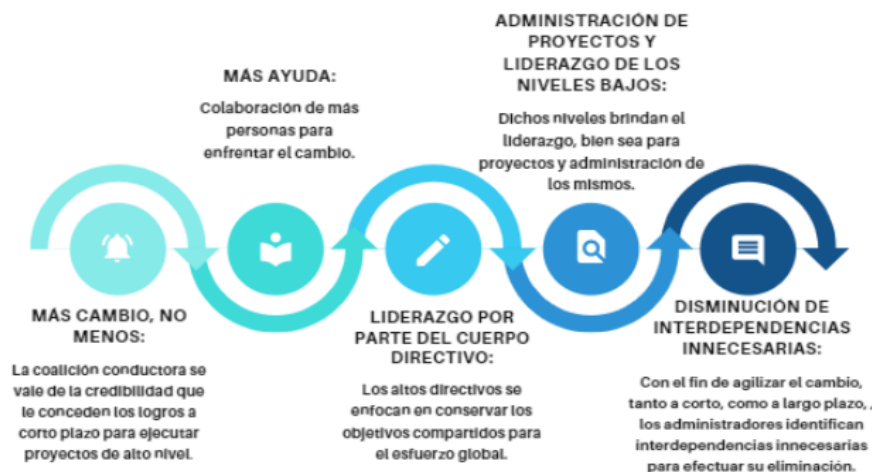 MÁS CAMBIO, NO
MENOS:
La coalición conductora se
vale de la credibilidad que
le conceden los logros a
corto plazo para ejecutar
proyectos de alto nivel.
MÁS AYUDA:
Colaboración de más
personas para
enfrentar el cambio.
LIDERAZGO POR
PARTE DEL CUERPO
DIRECTIVO:
Los altos directivos se
enfocan en conservar los
objetivos compartidos para
el esfuerzo global.
ADMINISTRACIÓN DE
PROYECTOS Y
LIDERAZGO DE LOS
NIVELES BAJOS:
Dichos niveles brindan el
liderazgo, bien sea para
proyectos y administración de
los mismos.
DISMINUCIÓN DE
INTERDEPENDENCIAS
INNECESARIAS:
Con el fin de agilizar el cambio,
tanto a corto, como a largo plazo, ,
los administradores identifican
interdependencias innecesarias
para efectuar su eliminación.